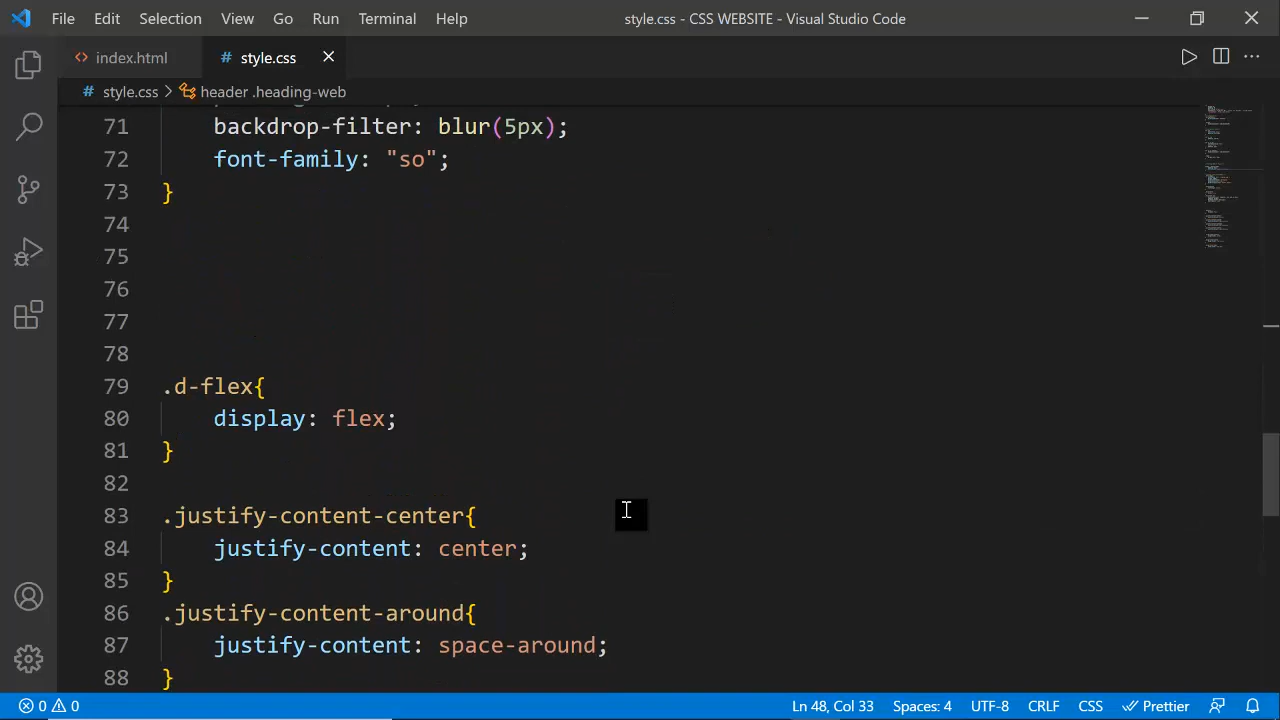 File Edit Selection View Go Run Terminal Help style.css - CSS WEBSITE - Visual Studio Code
index.html # style.css
# style.css > header .heading-web
71 backdrop-filter: blur(5px);
72 font-family: "so";
73 }
74
75
76
77
78
79 .d-flex{
80 display: flex;
81 }
82
83 .justify-content-center{
84 justify-content: center;
85 }
86 .justify-content-around{
87 justify-content: space-around;
88 }
0 0 Ln 48, Col 33 Spaces: 4 UTF-8 CRLF CSS Prettier